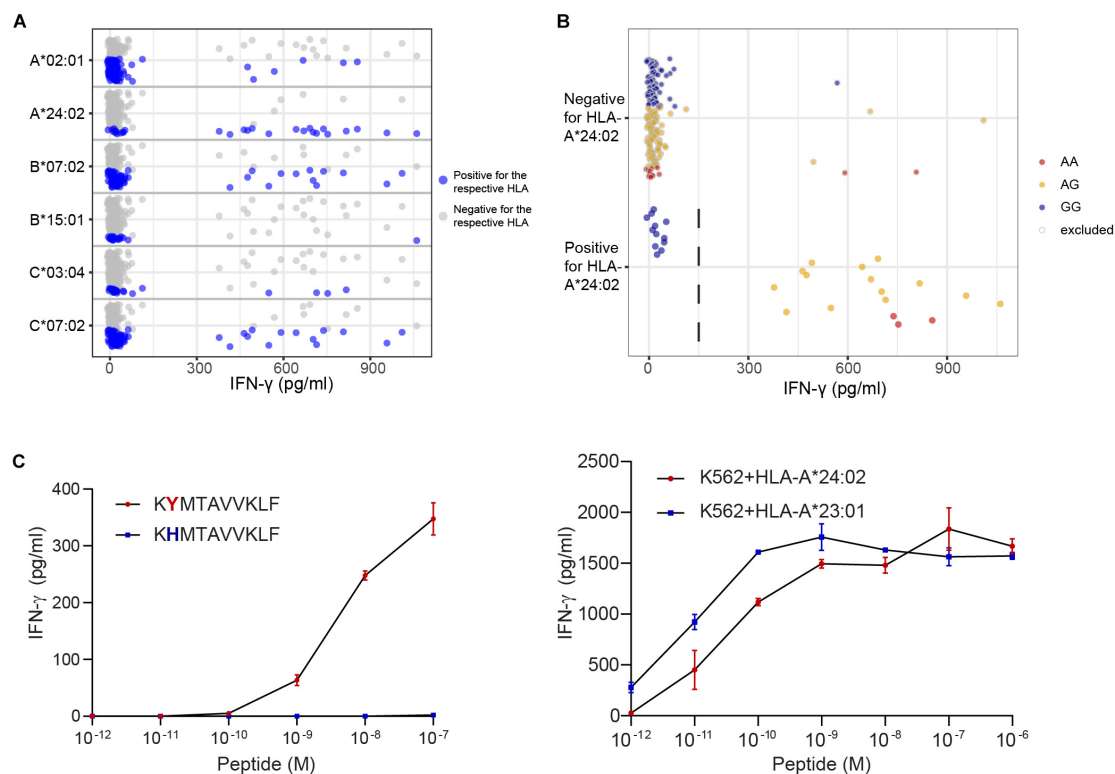 A
A*02:01
A*24:02
B*07:02
B*15:01
C*03:04
C*07:02
0
300
600
900
IFN-γ (pg/ml)
Positive for the
respective HLA
Negative for the
respective HLA
B
Negative
for HLA-
A*24:02
Positive
for HLA-
A*24:02
0
300
600
900
IFN-γ (pg/ml)
AA
AG
GG
excluded
C
400
300
200
100
0
IFN-γ (pg/ml)
KYMTAVVKLF
KHMTAVVKLF
10-12
10-11
10-10
10-9
10-8
10-7
Peptide (M)
2500
2000
1500
1000
500
0
IFN-γ (pg/ml)
K562+HLA-A*24:02
K562+HLA-A*23:01
10-12
10-11
10-10
10-9
10-8
10-7
10-6
Peptide (M)